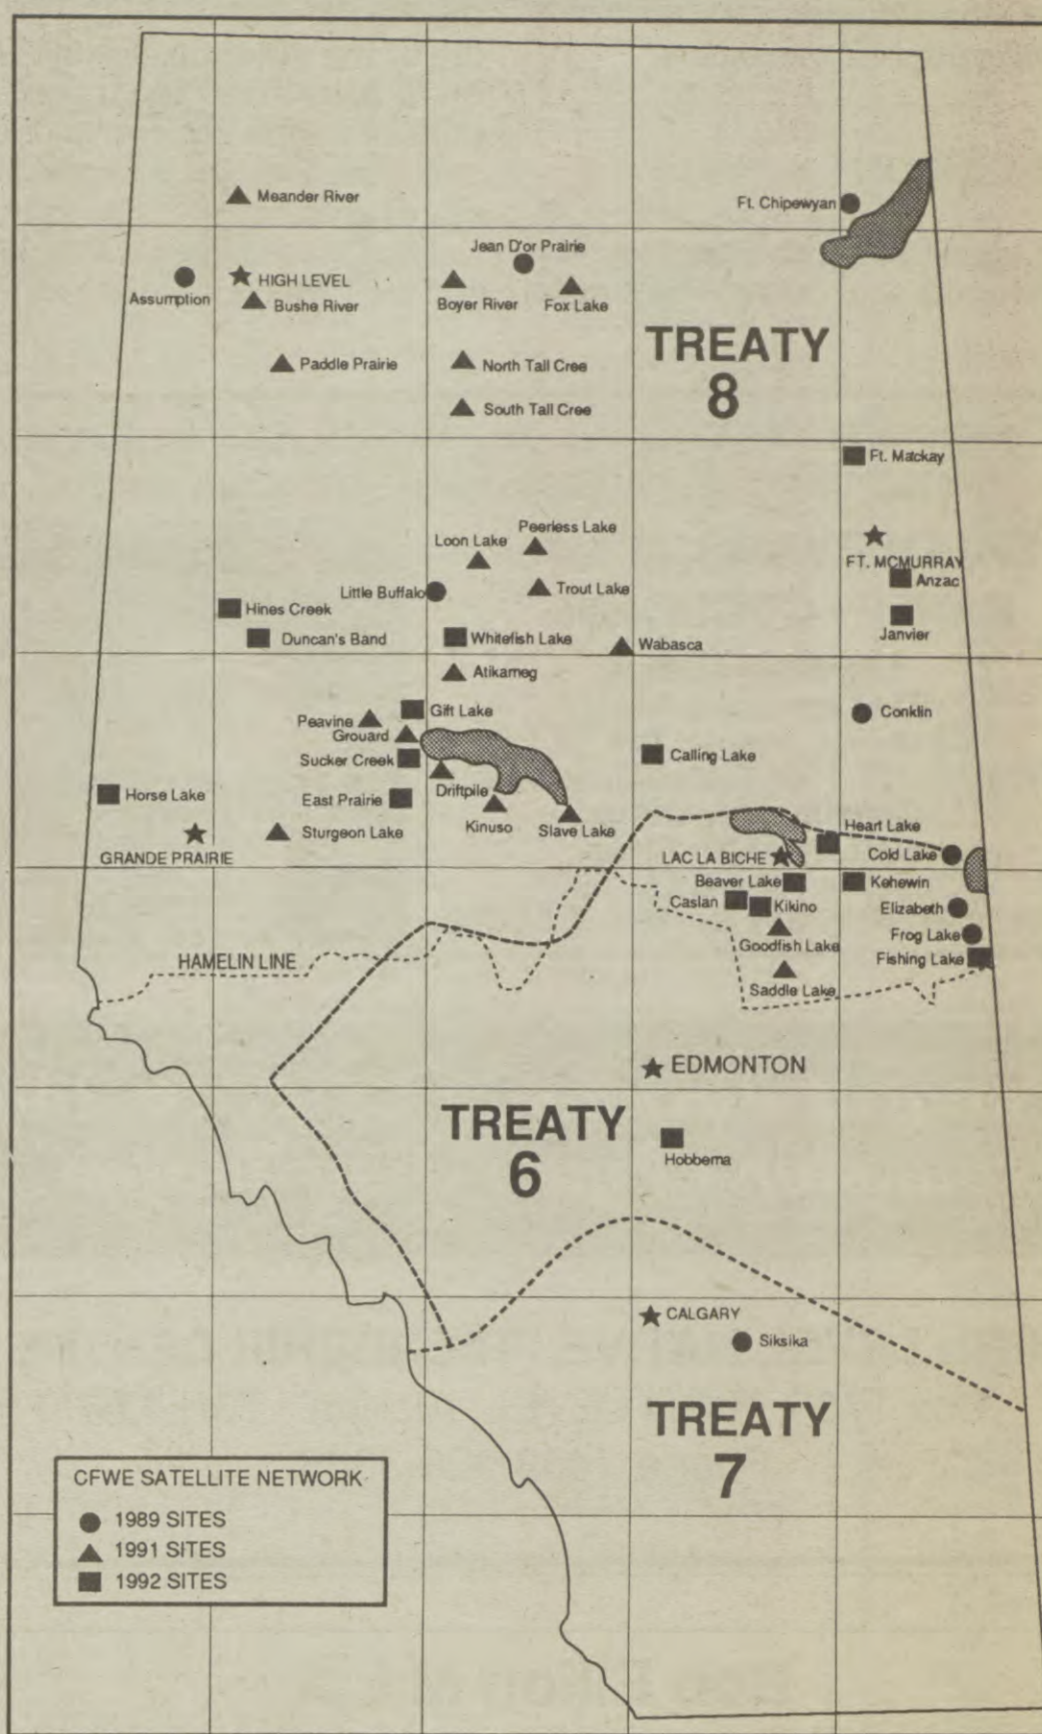 Meander River
Ft. Chipewyan
Jean D'or Prairie
Assumption
HIGH LEVEL
Bushe River
Boyer River
Fox Lake
TREATY
8
Paddle Prairie
North Tall Cree
South Tall Cree
Ft. Mackay
Peerless Lake
Loon Lake
FT. MCMURRAY
Anzac
Little Buffalo
Trout Lake
Hines Creek
Duncan's Band
Whitefish Lake
Wabasca
Janvier
Atikameg
Gift Lake
Peavine
Grouard
Conklin
Sucker Creek
Calling Lake
Driftpile
Horse Lake
East Prairie
Kinuso
Slave Lake
Sturgeon Lake
GRANDE PRAIRIE
Heart Lake
LAC LA BICHE
Cold Lake
Beaver Lake
Kehewin
Caslan
Kikino
Elizabeth
Goodfish Lake
Frog Lake
Fishing Lake
HAMELIN LINE
Saddle Lake
EDMONTON
TREATY
6
Hobbema
CALGARY
Siksika
TREATY
7
CFWE SATELLITE NETWORK
1989 SITES
1991 SITES
1992 SITES